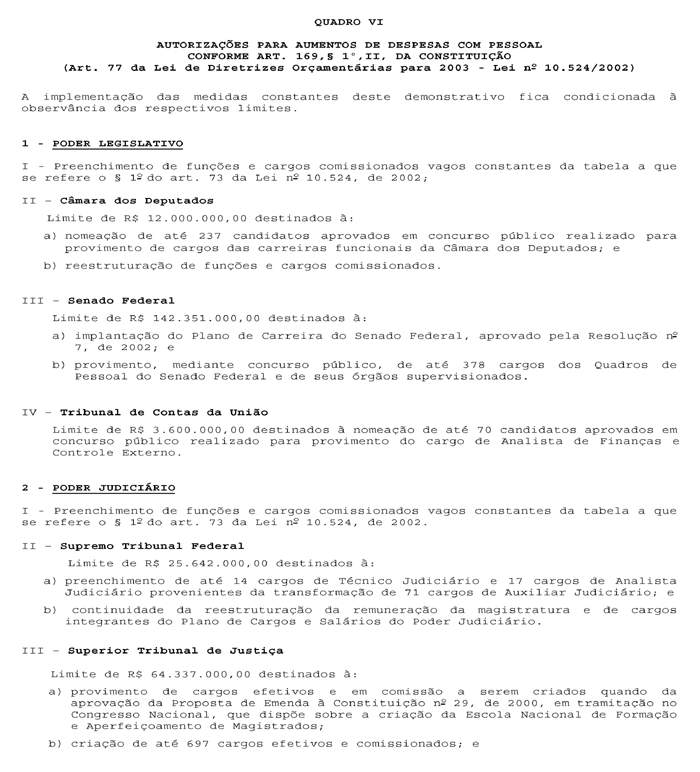 QUADRO VI
AUTORIZAÇÕES PARA AUMENTOS DE DESPESAS COM PESSOAL
CONFORME ART. 169,§ 1°,II, DA CONSTITUIÇÃO
(Art. 77 da Lei de Diretrizes Orçamentárias para 2003 - Lei nº 10.524/2002)
A implementação das medidas constantes deste demonstrativo fica condicionada à
observância dos respectivos limites.
1 - PODER LEGISLATIVO
I - Preenchimento de funções e cargos comissionados vagos constantes da tabela a que
se refere o § 1º do art. 73 da Lei nº 10.524, de 2002;
II – Câmara dos Deputados
Limite de R$ 12.000.000,00 destinados à:
a) nomeação de até 237 candidatos aprovados em concurso público realizado para
provimento de cargos das carreiras funcionais da Câmara dos Deputados; e
b) reestruturação de funções e cargos comissionados.
III – Senado Federal
Limite de R$ 142.351.000,00 destinados à:
a) implantação do Plano de Carreira do Senado Federal, aprovado pela Resolução nº
7, de 2002; e
b) provimento, mediante concurso público, de até 378 cargos dos Quadros de
Pessoal do Senado Federal e de seus órgãos supervisionados.
IV – Tribunal de Contas da União
Limite de R$ 3.600.000,00 destinados à nomeação de até 70 candidatos aprovados em
concurso público realizado para provimento do cargo de Analista de Finanças e
Controle Externo.
2 - PODER JUDICIÁRIO
I - Preenchimento de funções e cargos comissionados vagos constantes da tabela a que
se refere o § 1º do art. 73 da Lei nº 10.524, de 2002.
II – Supremo Tribunal Federal
Limite de R$ 25.642.000,00 destinados à:
a) preenchimento de até 14 cargos de Técnico Judiciário e 17 cargos de Analista
Judiciário provenientes da transformação de 71 cargos de Auxiliar Judiciário; e
b) continuidade da reestruturação da remuneração da magistratura e de cargos
integrantes do Plano de Cargos e Salários do Poder Judiciário.
III – Superior Tribunal de Justiça
Limite de R$ 64.337.000,00 destinados à:
a) provimento de cargos efetivos e em comissão a serem criados quando da
aprovação da Proposta de Emenda à Constituição nº 29, de 2000, em tramitação no
Congresso Nacional, que dispõe sobre a criação da Escola Nacional de Formação
e Aperfeiçoamento de Magistrados;
b) criação de até 697 cargos efetivos e comissionados; e